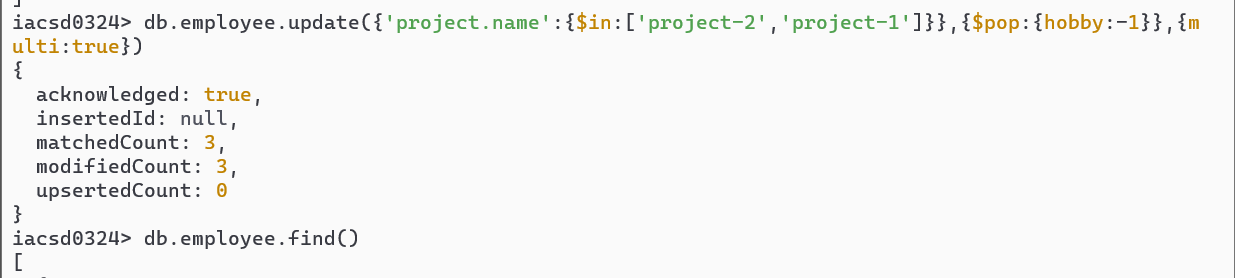 ]
iacsd0324> db.employee.update({'project.name':{$in:['project-2','project-1']}},{$pop:{hobby:-1}},{m
ulti:true})
{
  acknowledged: true,
  insertedId: null,
  matchedCount: 3,
  modifiedCount: 3,
  upsertedCount: 0
}
iacsd0324> db.employee.find()
[